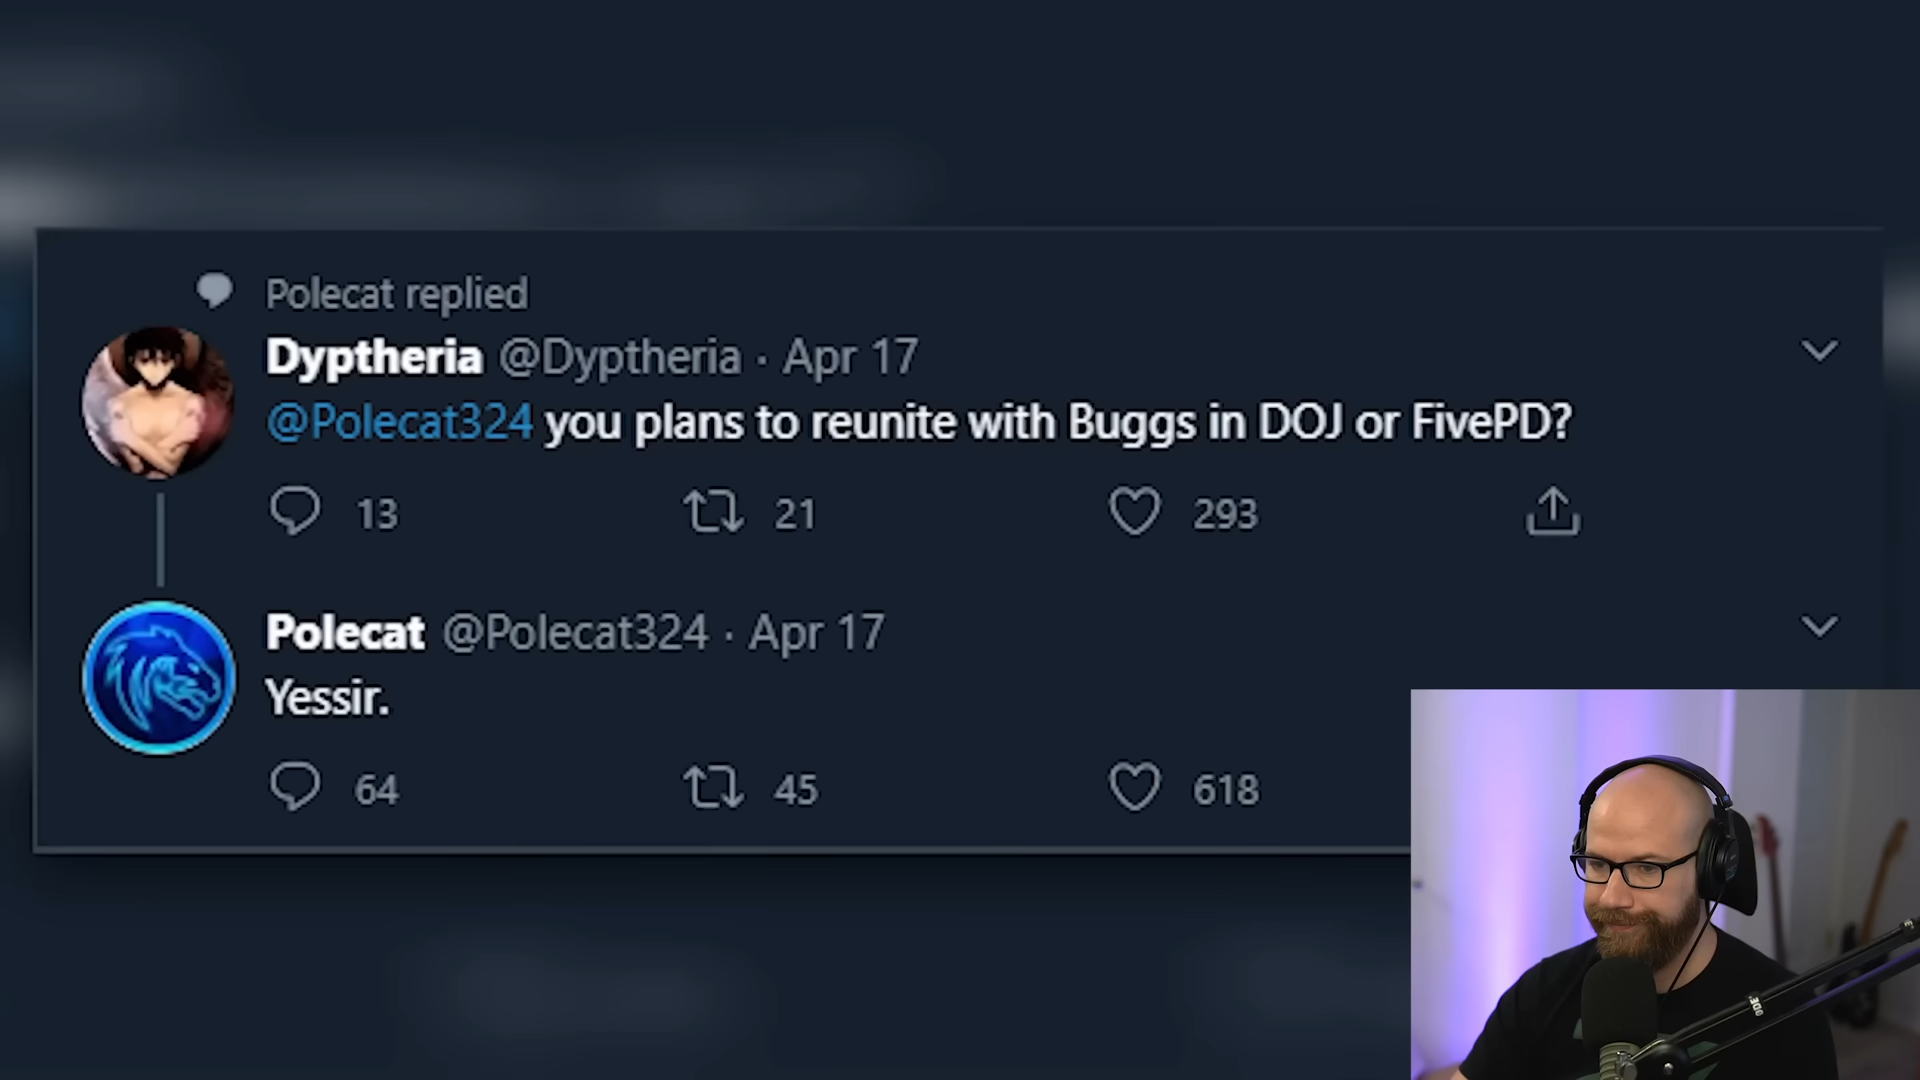 Polecat replied
Dyptheria @Dyptheria · Apr 17
@Polecat324 you plans to reunite with Buggs in DOJ or FivePD?
13 21 293
Polecat @Polecat324 · Apr 17
Yessir.
64 45 618